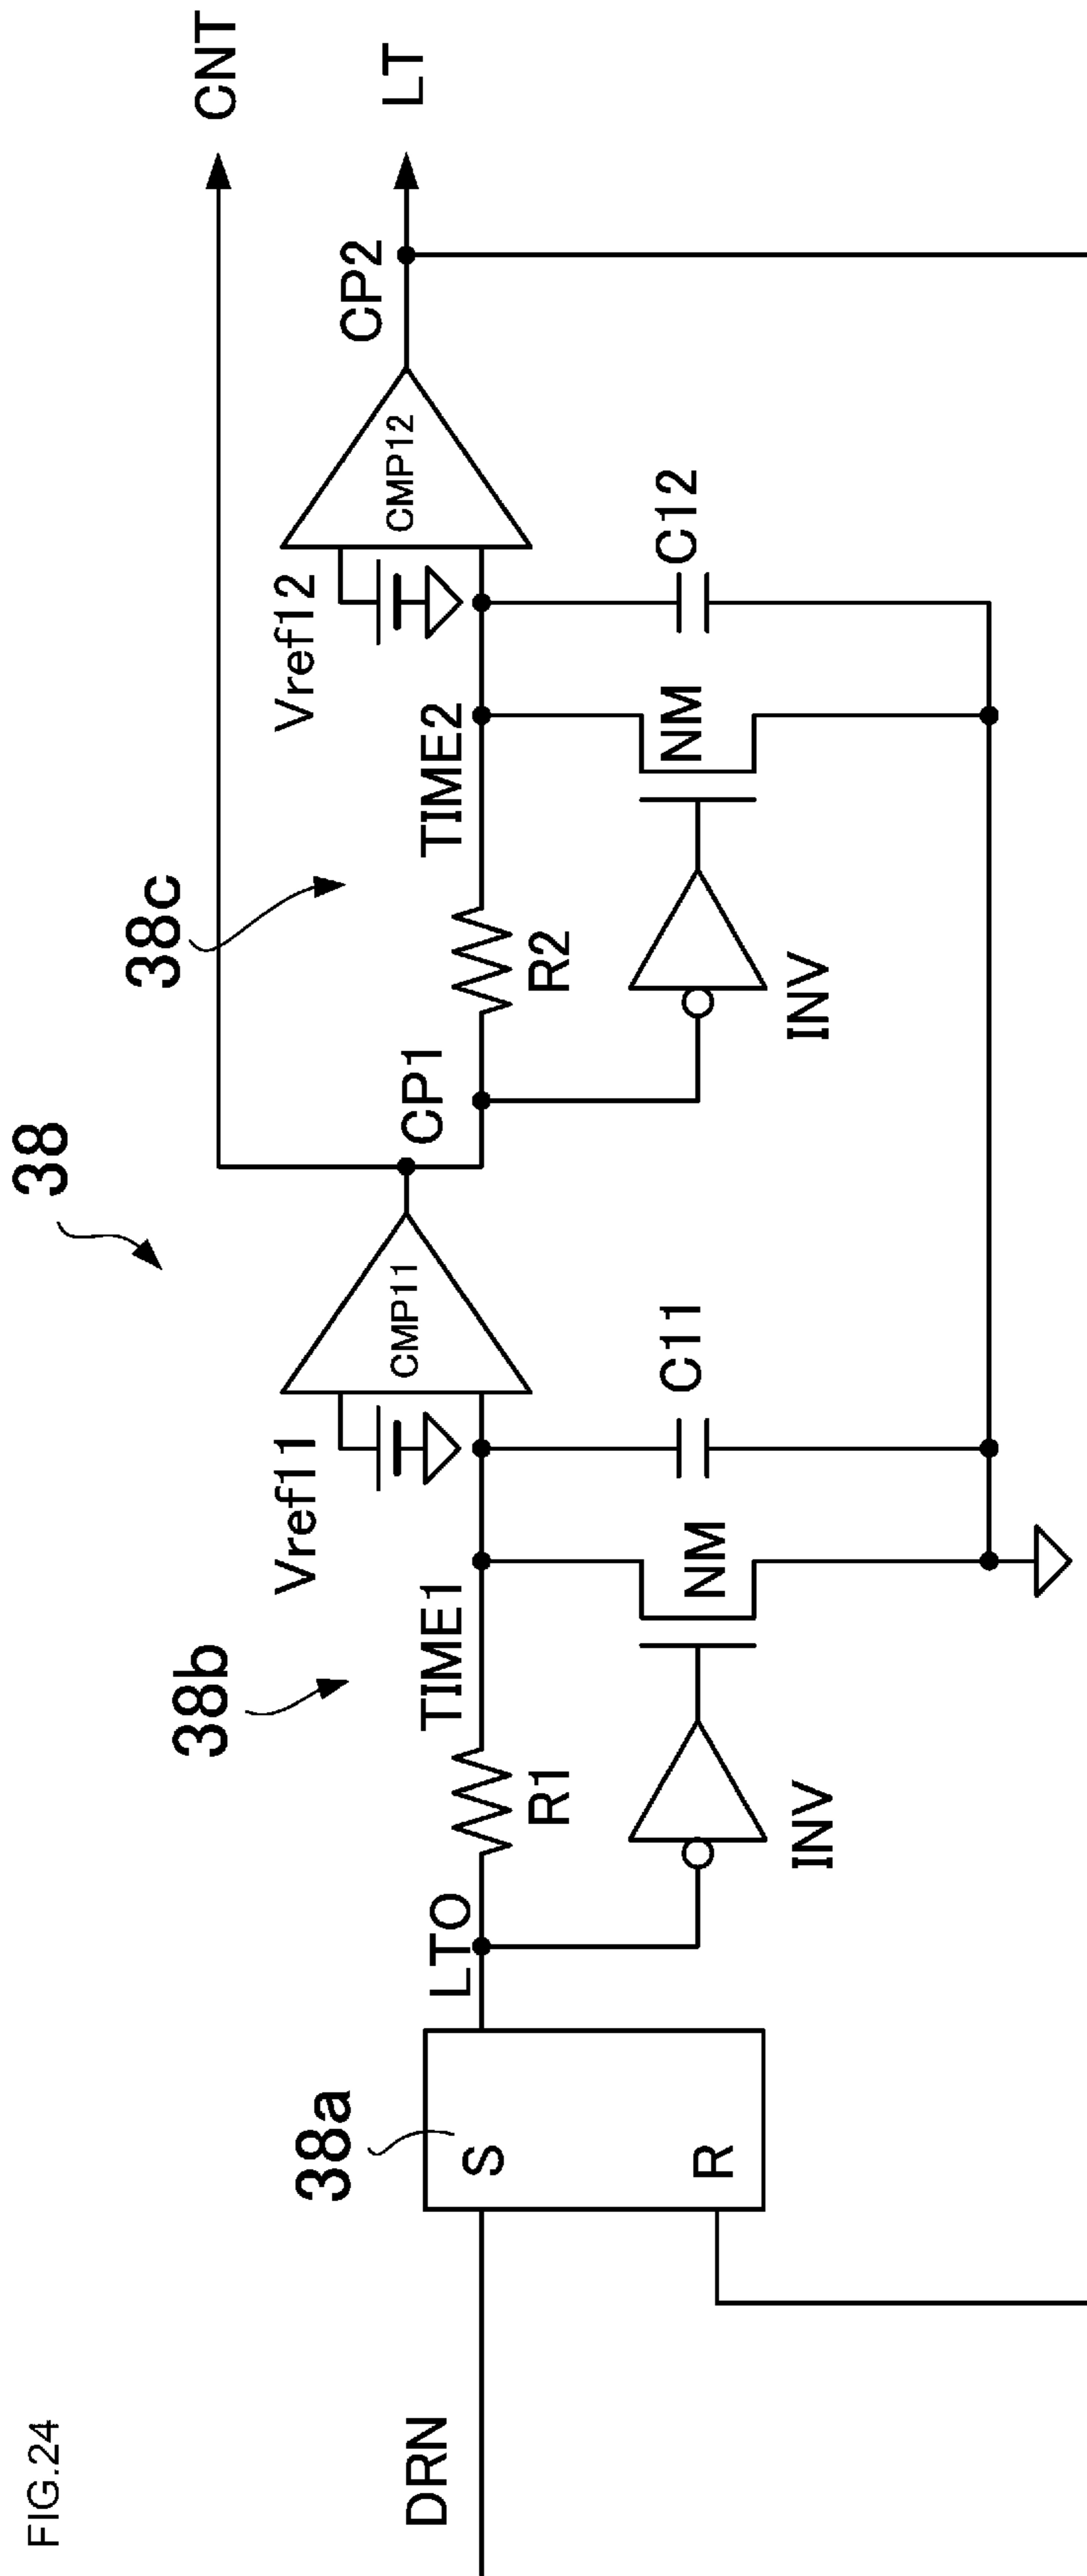 FIG.24
38
DRN
38a
S
R
LTO
38b
R1
TIME1
INV
NM
Vref11
C11
CMP11
CP1
38c
R2
TIME2
INV
NM
Vref12
C12
CMP12
CP2
CNT
LT